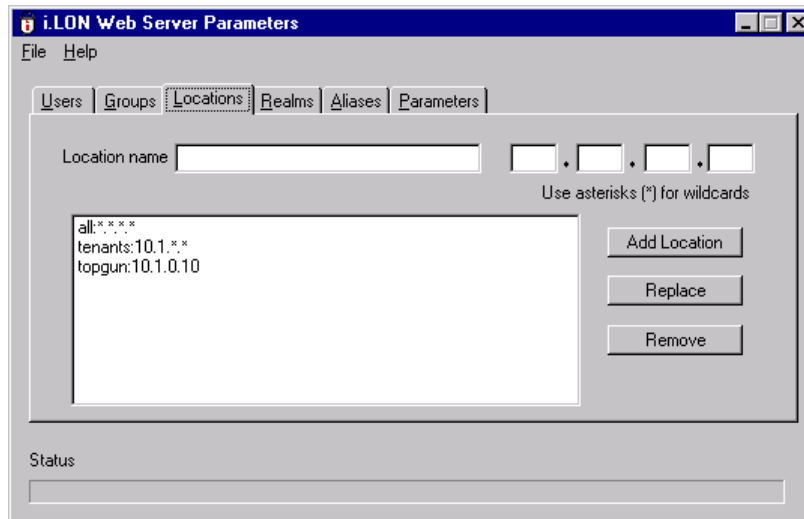 i.LON Web Server Parameters
File Help
Users Groups Locations Realms Aliases Parameters
Location name . . .
Use asterisks (*) for wildcards
all:*.*.*.*
tenants:10.1.*.*
topgun:10.1.0.10
Add Location
Replace
Remove
Status